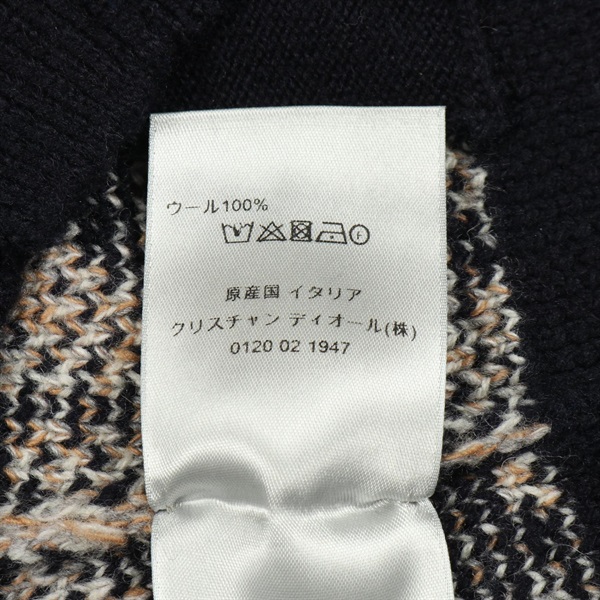 ウール100%
原産国 イタリア
クリスチャン ディオール(株)
0120 02 1947